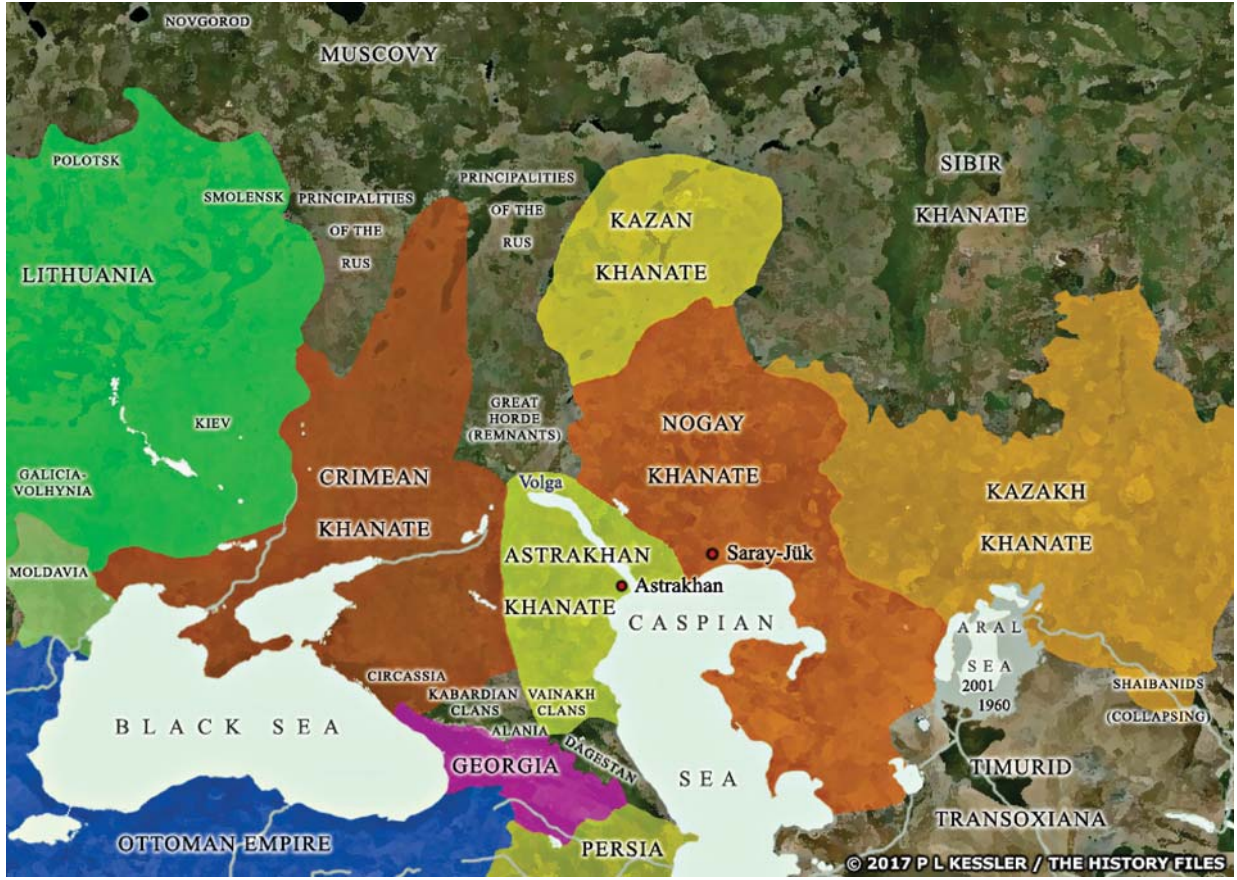 NOVGOROD
MUSCOVY
POLOTSK
SMOLENSK
PRINCIPALITIES
OF THE
RUS
PRINCIPALITIES
OF THE
RUS
KAZAN
KHANATE
SIBIR
KHANATE
LITHUANIA
KIEV
GALICIA-
VOLHYNIA
MOLDAVIA
CRIMEAN
KHANATE
GREAT
HORDE
(REMNANTS)
NOGAY
KHANATE
KAZAKH
KHANATE
Volga
ASTRAKHAN
KHANATE
Saray-Jük
Astrakhan
CASPIAN
SEA
ARAL
SEA
2001
1960
SHAIBANIDS
(COLLAPSING)
CIRCASSIA
KABARDIAN
CLANS
VAINAKH
CLANS
ALANIA
DAGESTAN
BLACK SEA
GEORGIA
TIMURID
TRANSOXIANA
OTTOMAN EMPIRE
PERSIA
© 2017 P L KESSLER / THE HISTORY FILES